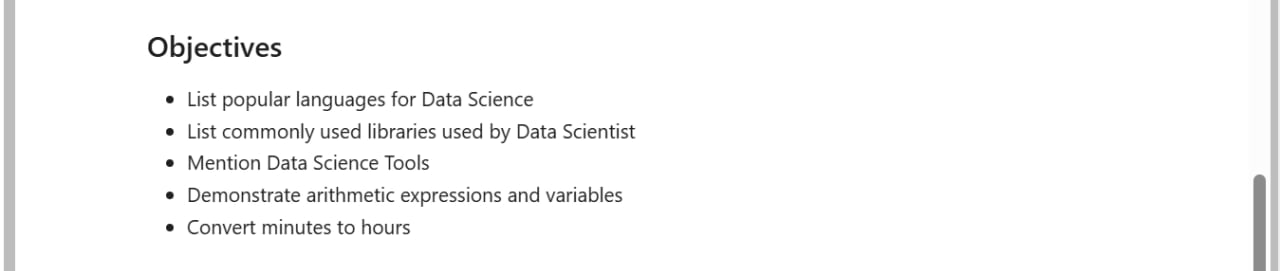 Objectives
• List popular languages for Data Science
• List commonly used libraries used by Data Scientist
• Mention Data Science Tools
• Demonstrate arithmetic expressions and variables
• Convert minutes to hours